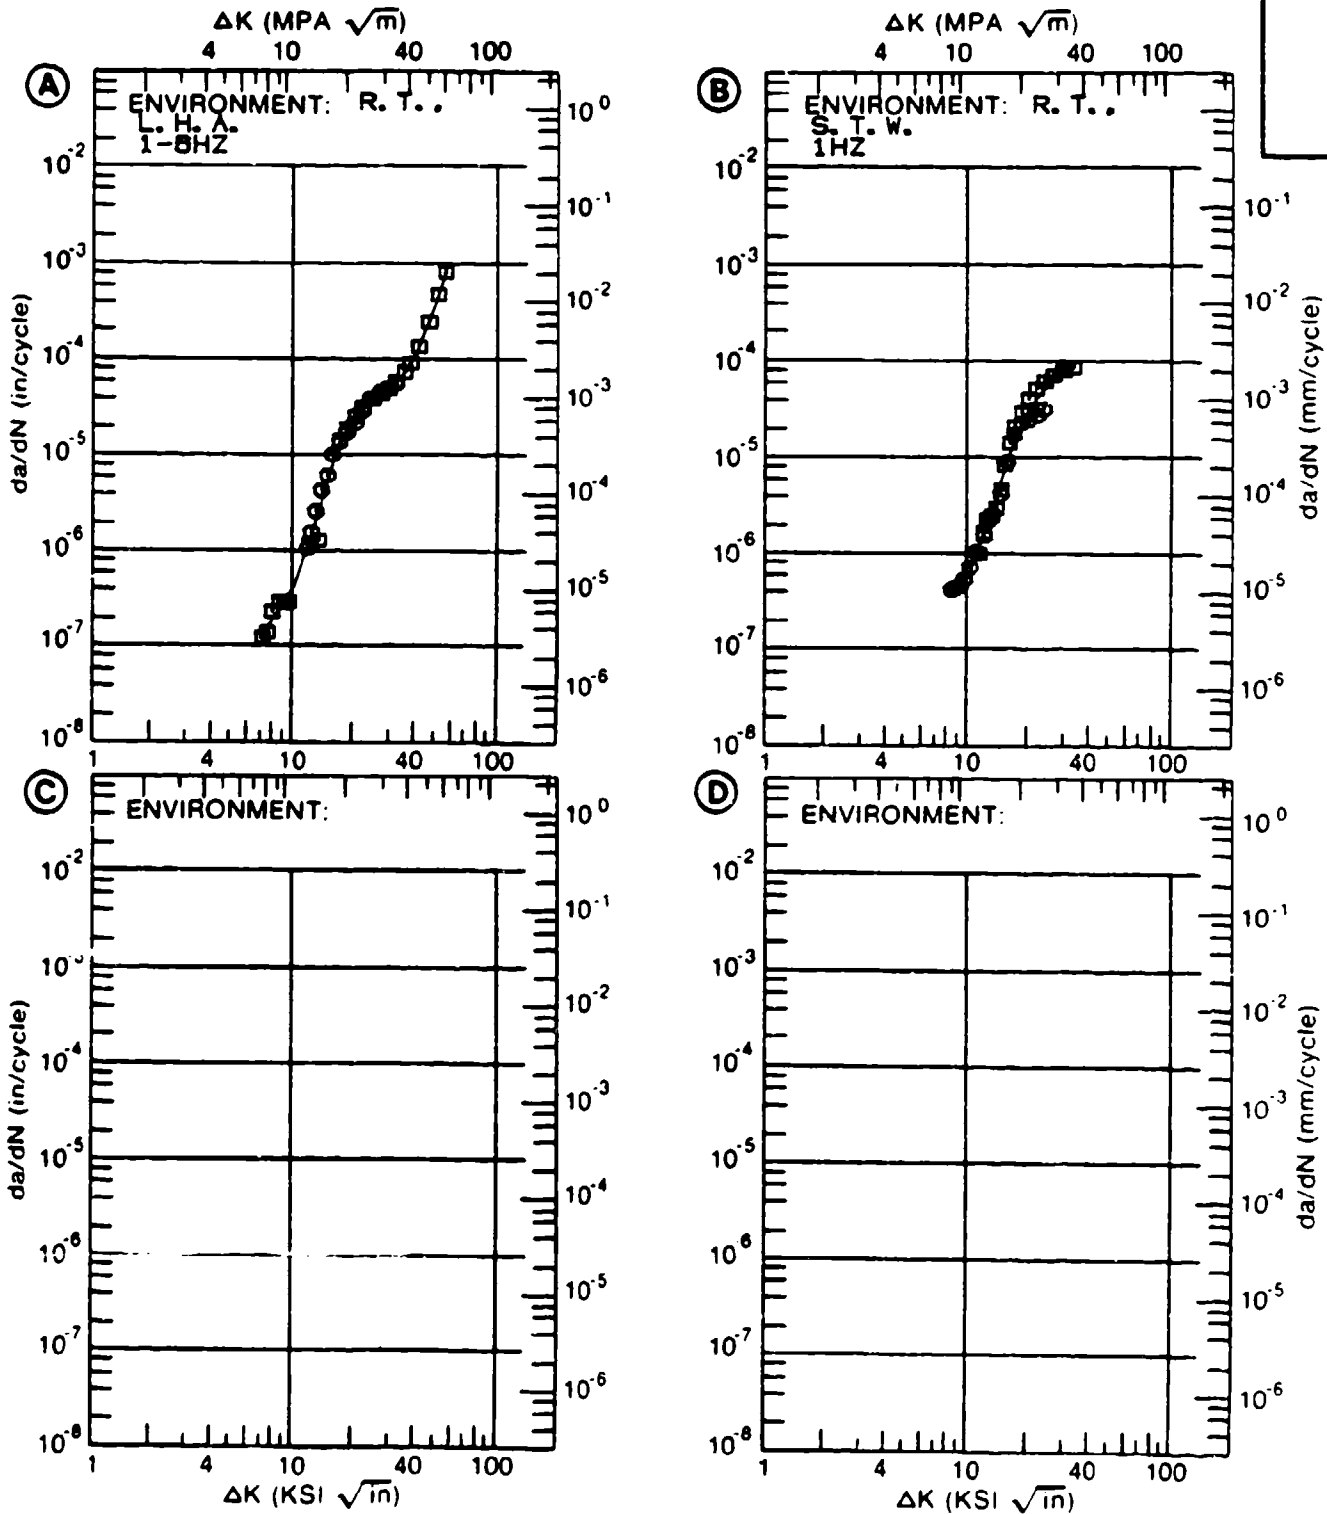 ΔK (MPA √m)
4 10 40 100
A
ENVIRONMENT: R. T. ,
L. H. A.
1-8HZ
10⁰
10⁻²
10⁻¹
10⁻³
10⁻²
10⁻⁴
10⁻³
10⁻⁵
10⁻⁴
10⁻⁶
10⁻⁵
10⁻⁷
10⁻⁶
10⁻⁸
da/dN (in/cycle)
1 4 10 40 100
ΔK (MPA √m)
4 10 40 100
B
ENVIRONMENT: R. T. ,
S. T. W.
1HZ
10⁻²
10⁻¹
10⁻³
10⁻²
10⁻⁴
10⁻³
10⁻⁵
10⁻⁴
10⁻⁶
10⁻⁵
10⁻⁷
10⁻⁶
10⁻⁸
da/dN (mm/cycle)
1 4 10 40 100
C
ENVIRONMENT:
10⁰
10⁻²
10⁻¹
10⁻³
10⁻²
10⁻⁴
10⁻³
10⁻⁵
10⁻⁴
10⁻⁶
10⁻⁵
10⁻⁷
10⁻⁶
10⁻⁸
da/dN (in/cycle)
1 4 10 40 100
ΔK (KSI √in)
D
ENVIRONMENT:
10⁰
10⁻²
10⁻¹
10⁻³
10⁻²
10⁻⁴
10⁻³
10⁻⁵
10⁻⁴
10⁻⁶
10⁻⁵
10⁻⁷
10⁻⁶
10⁻⁸
da/dN (mm/cycle)
1 4 10 40 100
ΔK (KSI √in)